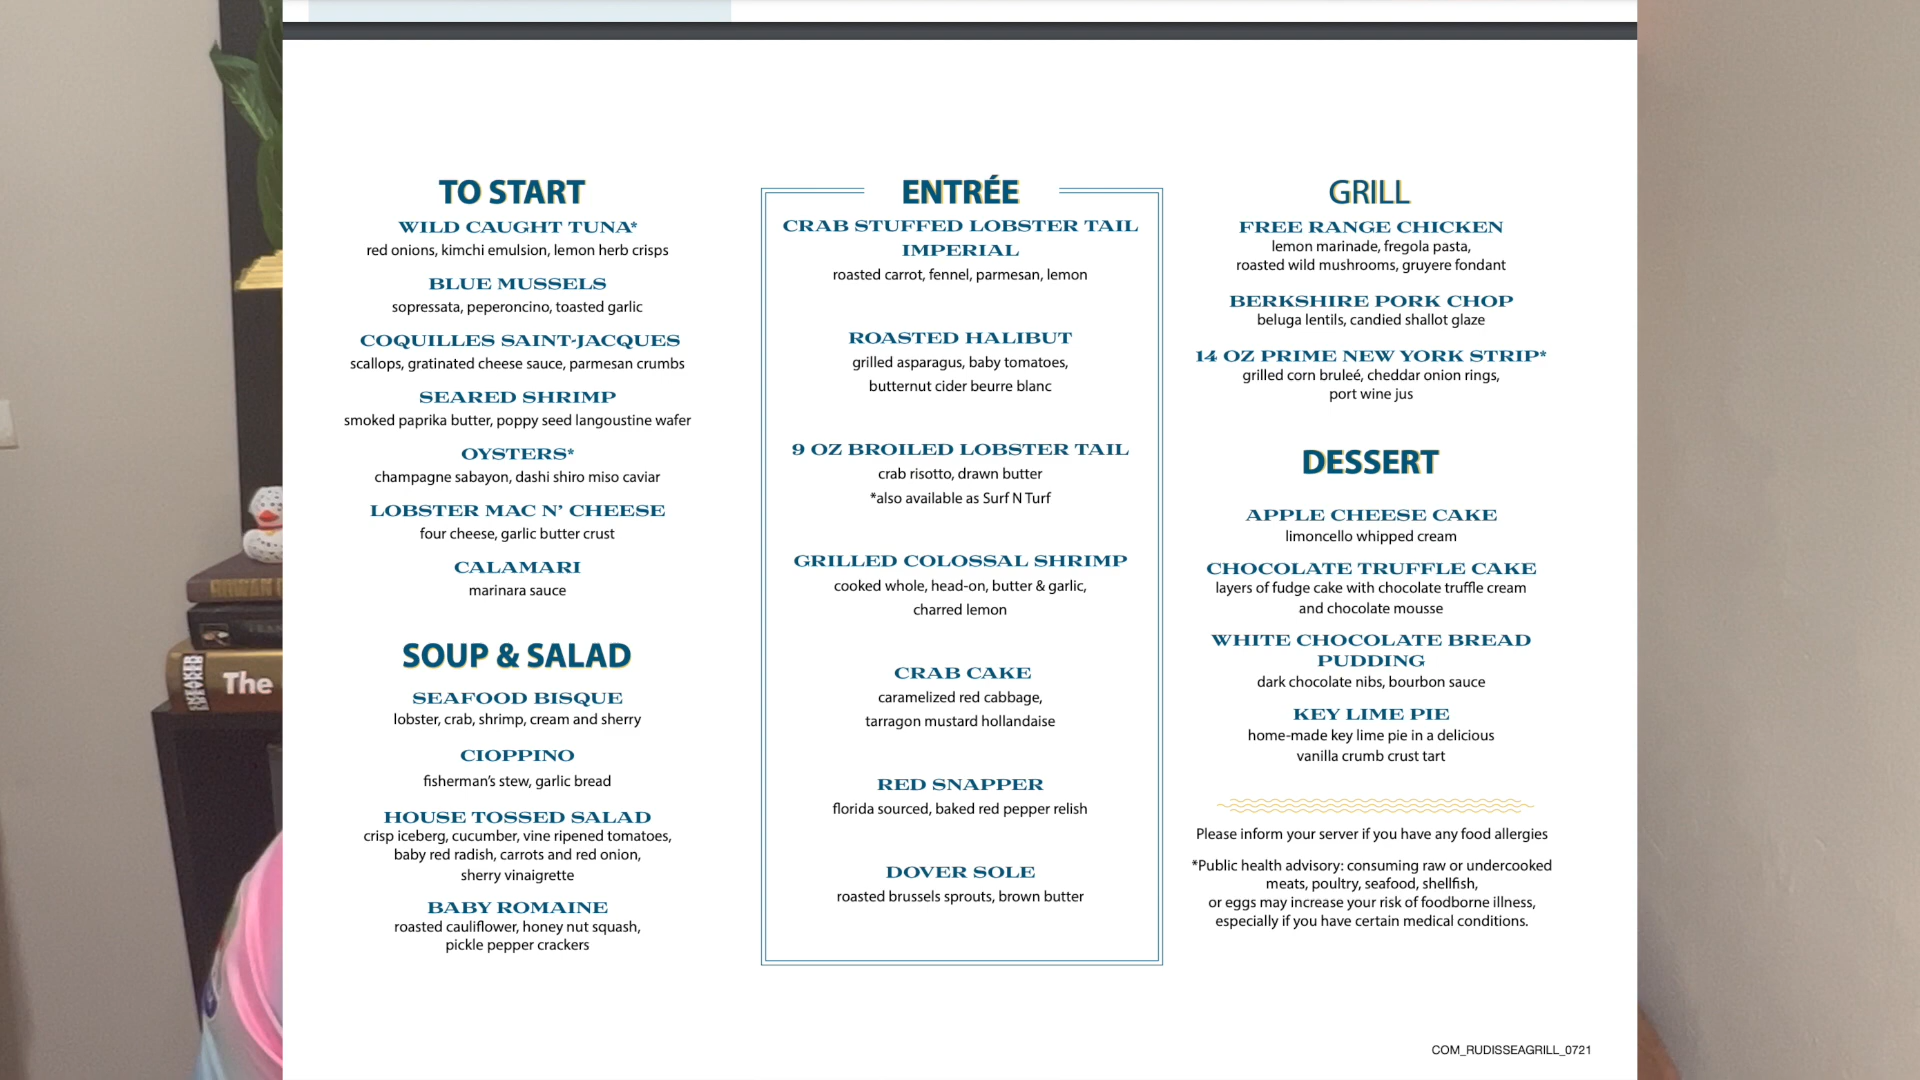 TO START
WILD CAUGHT TUNA*
red onions, kimchi emulsion, lemon herb crisps
BLUE MUSSELS
sopressata, peperoncino, toasted garlic
COQUILLES SAINT-JACQUES
scallops, gratinated cheese sauce, parmesan crumbs
SEARED SHRIMP
smoked paprika butter, poppy seed langoustine wafer
OYSTERS*
champagne sabayon, dashi shiro miso caviar
LOBSTER MAC N' CHEESE
four cheese, garlic butter crust
CALAMARI
marinara sauce
SOUP & SALAD
SEAFOOD BISQUE
lobster, crab, shrimp, cream and sherry
CIOPPINO
fisherman's stew, garlic bread
HOUSE TOSSED SALAD
crisp iceberg, cucumber, vine ripened tomatoes,
baby red radish, carrots and red onion,
sherry vinaigrette
BABY ROMAINE
roasted cauliflower, honey nut squash,
pickle pepper crackers
ENTRÉE
CRAB STUFFED LOBSTER TAIL
IMPERIAL
roasted carrot, fennel, parmesan, lemon
ROASTED HALIBUT
grilled asparagus, baby tomatoes,
butternut cider beurre blanc
9 OZ BROILED LOBSTER TAIL
crab risotto, drawn butter
*also available as Surf N Turf
GRILLED COLOSSAL SHRIMP
cooked whole, head-on, butter & garlic,
charred lemon
CRAB CAKE
caramelized red cabbage,
tarragon mustard hollandaise
RED SNAPPER
florida sourced, baked red pepper relish
DOVER SOLE
roasted brussels sprouts, brown butter
GRILL
FREE RANGE CHICKEN
lemon marinade, fregola pasta,
roasted wild mushrooms, gruyere fondant
BERKSHIRE PORK CHOP
beluga lentils, candied shallot glaze
14 OZ PRIME NEW YORK STRIP*
grilled corn bruleé, cheddar onion rings,
port wine jus
DESSERT
APPLE CHEESE CAKE
limoncello whipped cream
CHOCOLATE TRUFFLE CAKE
layers of fudge cake with chocolate truffle cream
and chocolate mousse
WHITE CHOCOLATE BREAD
PUDDING
dark chocolate nibs, bourbon sauce
KEY LIME PIE
home-made key lime pie in a delicious
vanilla crumb crust tart
Please inform your server if you have any food allergies
*Public health advisory: consuming raw or undercooked
meats, poultry, seafood, shellfish,
or eggs may increase your risk of foodborne illness,
especially if you have certain medical conditions.
COM_RUDISSEAGRILL_0721
The